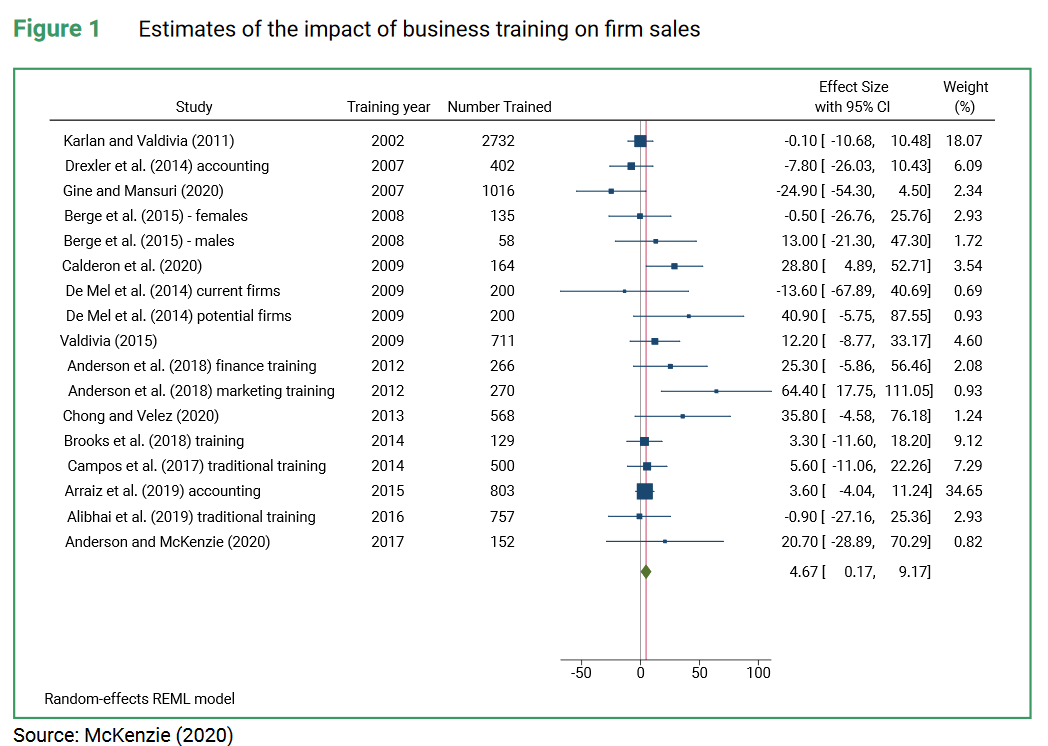 Figure 1 Estimates of the impact of business training on firm sales
Effect Size Weight
Study Training year Number Trained with 95% CI (%)
Karlan and Valdivia (2011) 2002 2732 -0.10 [ -10.68, 10.48] 18.07
Drexler et al. (2014) accounting 2007 402 -7.80 [ -26.03, 10.43] 6.09
Gine and Mansuri (2020) 2007 1016 -24.90 [ -54.30, 4.50] 2.34
Berge et al. (2015) - females 2008 135 -0.50 [ -26.76, 25.76] 2.93
Berge et al. (2015) - males 2008 58 13.00 [ -21.30, 47.30] 1.72
Calderon et al. (2020) 2009 164 28.80 [ 4.89, 52.71] 3.54
De Mel et al. (2014) current firms 2009 200 -13.60 [ -67.89, 40.69] 0.69
De Mel et al. (2014) potential firms 2009 200 40.90 [ -5.75, 87.55] 0.93
Valdivia (2015) 2009 711 12.20 [ -8.77, 33.17] 4.60
Anderson et al. (2018) finance training 2012 266 25.30 [ -5.86, 56.46] 2.08
Anderson et al. (2018) marketing training 2012 270 64.40 [ 17.75, 111.05] 0.93
Chong and Velez (2020) 2013 568 35.80 [ -4.58, 76.18] 1.24
Brooks et al. (2018) training 2014 129 3.30 [ -11.60, 18.20] 9.12
Campos et al. (2017) traditional training 2014 500 5.60 [ -11.06, 22.26] 7.29
Arraiz et al. (2019) accounting 2015 803 3.60 [ -4.04, 11.24] 34.65
Alibhai et al. (2019) traditional training 2016 757 -0.90 [ -27.16, 25.36] 2.93
Anderson and McKenzie (2020) 2017 152 20.70 [ -28.89, 70.29] 0.82
4.67 [ 0.17, 9.17]
-50 0 50 100
Random-effects REML model
Source: McKenzie (2020)